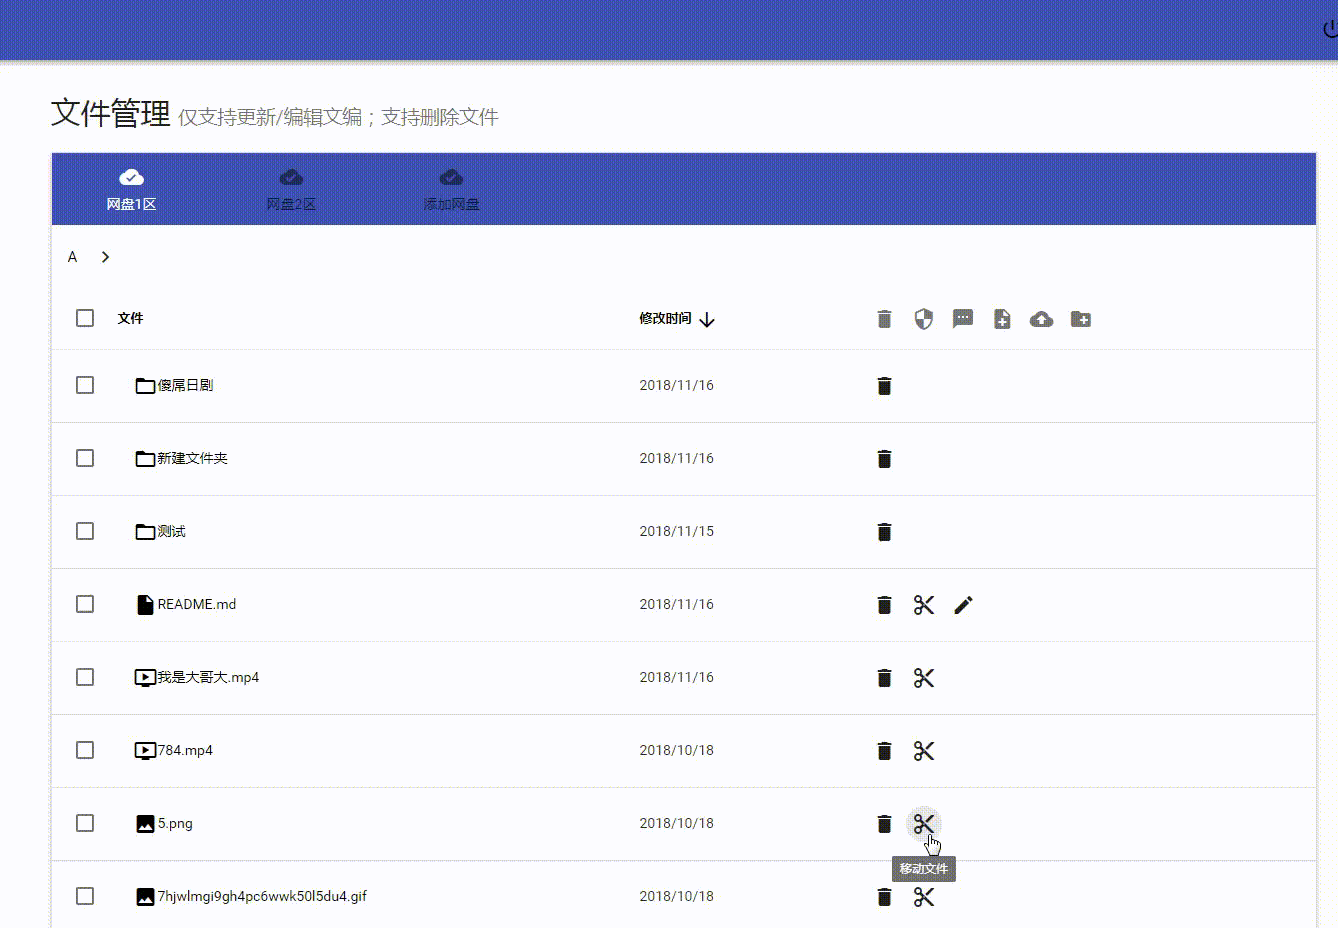 文件管理 仅支持更新/编辑文编；支持删除文件
网盘1区 网盘2区 添加网盘
A
文件 修改时间
傻屌日剧 2018/11/16
新建文件夹 2018/11/16
测试 2018/11/15
README.md 2018/11/16
我是大哥大.mp4 2018/11/16
784.mp4 2018/10/18
5.png 2018/10/18
移动文件
7hjwlmgi9gh4pc6wwk50l5du4.gif 2018/10/18